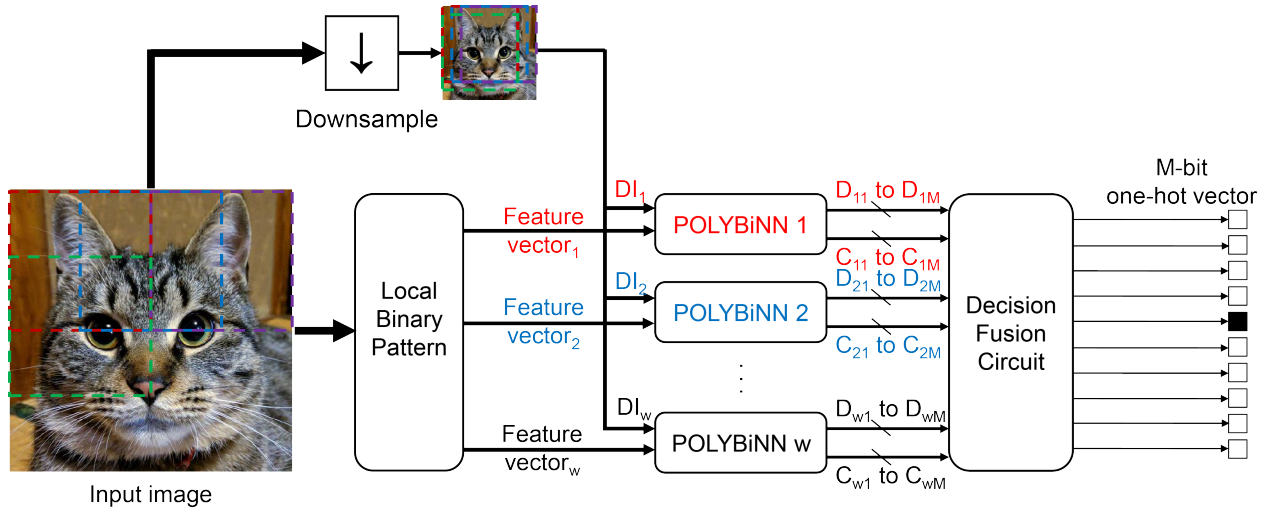 ↓
Downsample
M-bit
one-hot vector
DI₁
Feature
vector₁
POLYBiNN 1
D₁₁ to D₁M
C₁₁ to C₁M
DI₂
Feature
vector₂
POLYBiNN 2
D₂₁ to D₂M
C₂₁ to C₂M
Local
Binary
Pattern
Decision
Fusion
Circuit
⋮
DIw
Feature
vectorw
POLYBiNN w
Dw₁ to DwM
Cw₁ to CwM
Input image